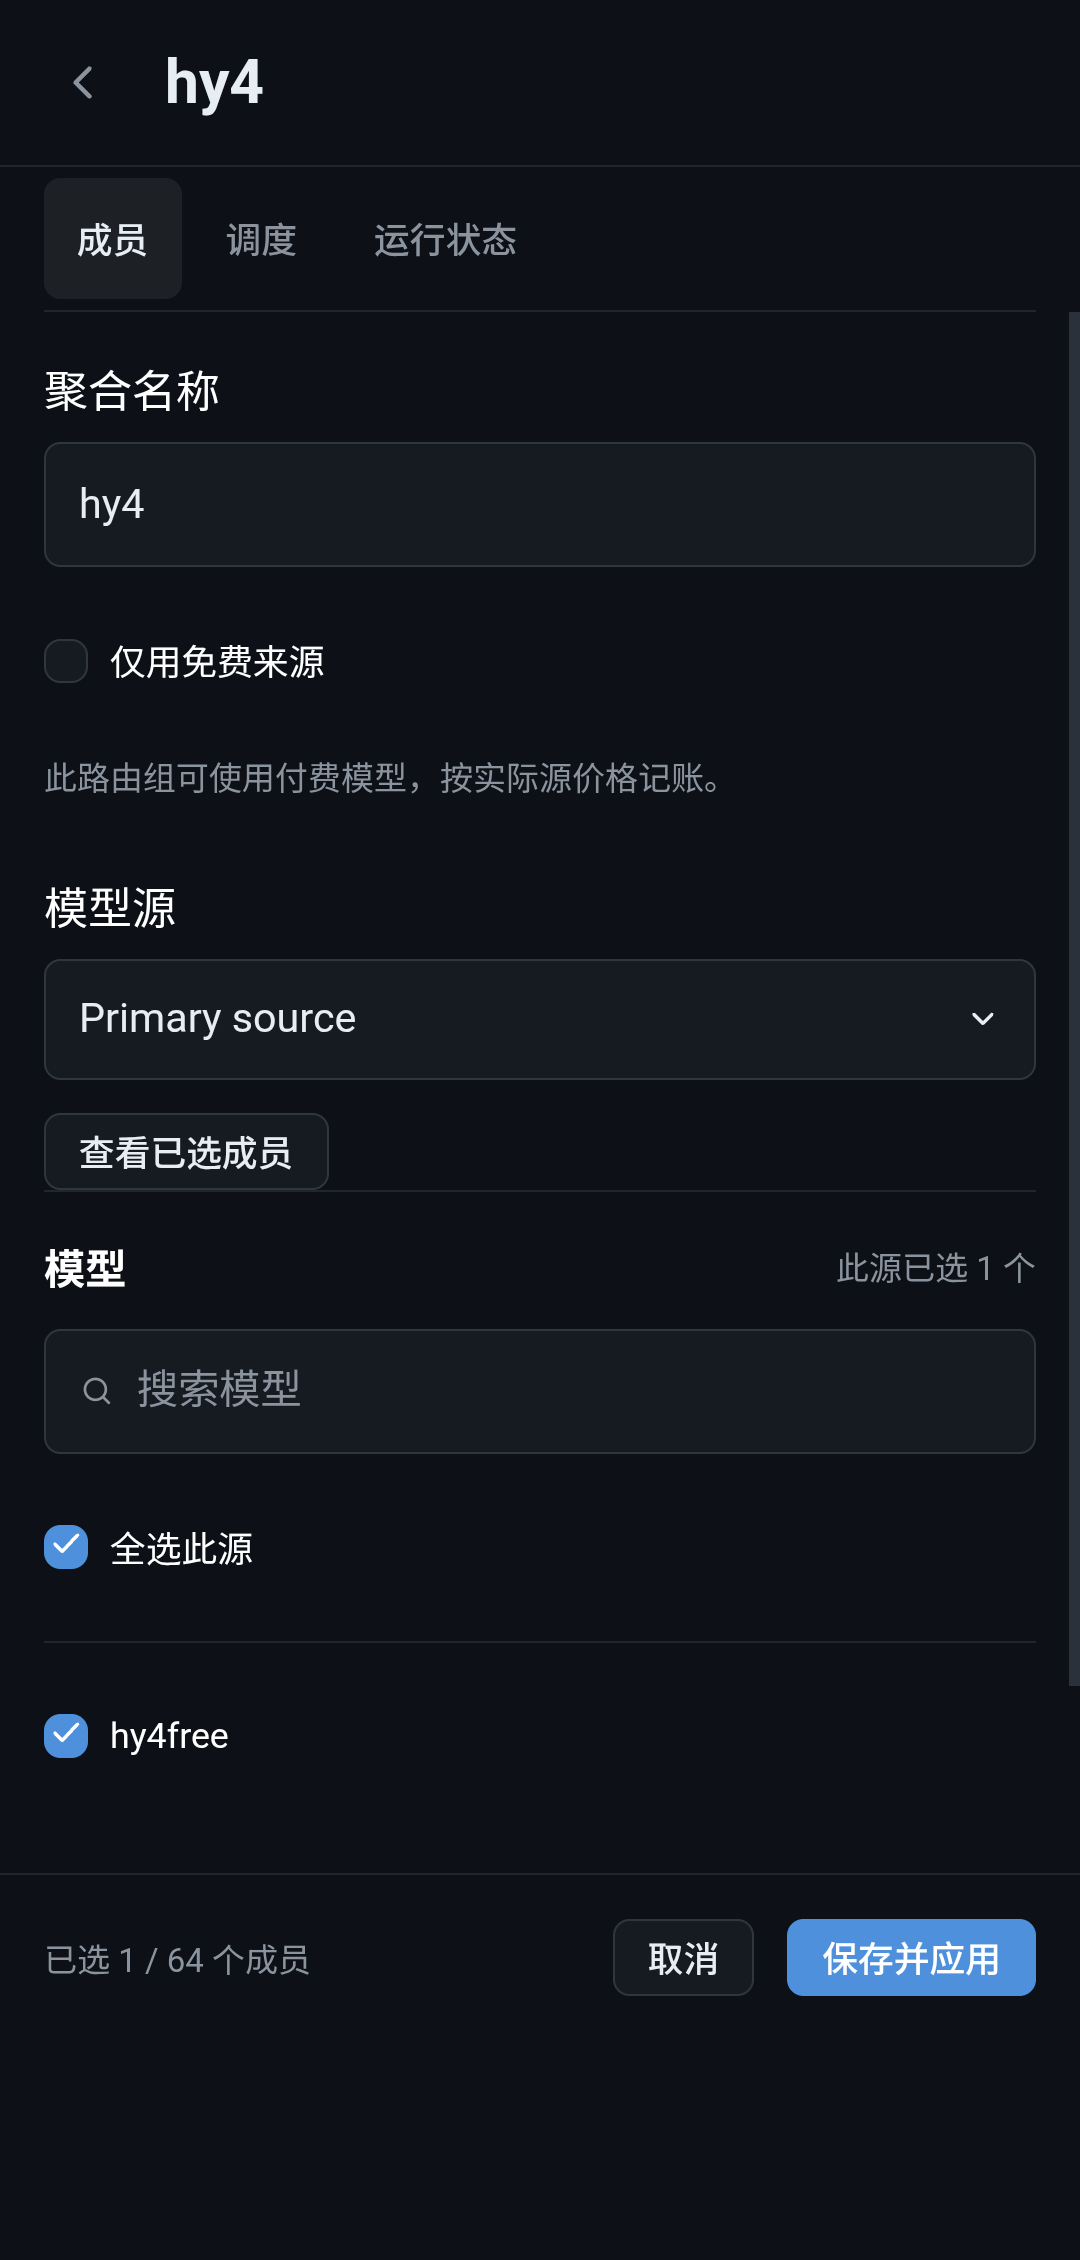 hy4
成员 调度 运行状态
聚合名称
hy4
仅用免费来源
此路由组可使用付费模型，按实际源价格记账。
模型源
Primary source
查看已选成员
模型 此源已选 1 个
搜索模型
全选此源
hy4free
已选 1 / 64 个成员 取消 保存并应用